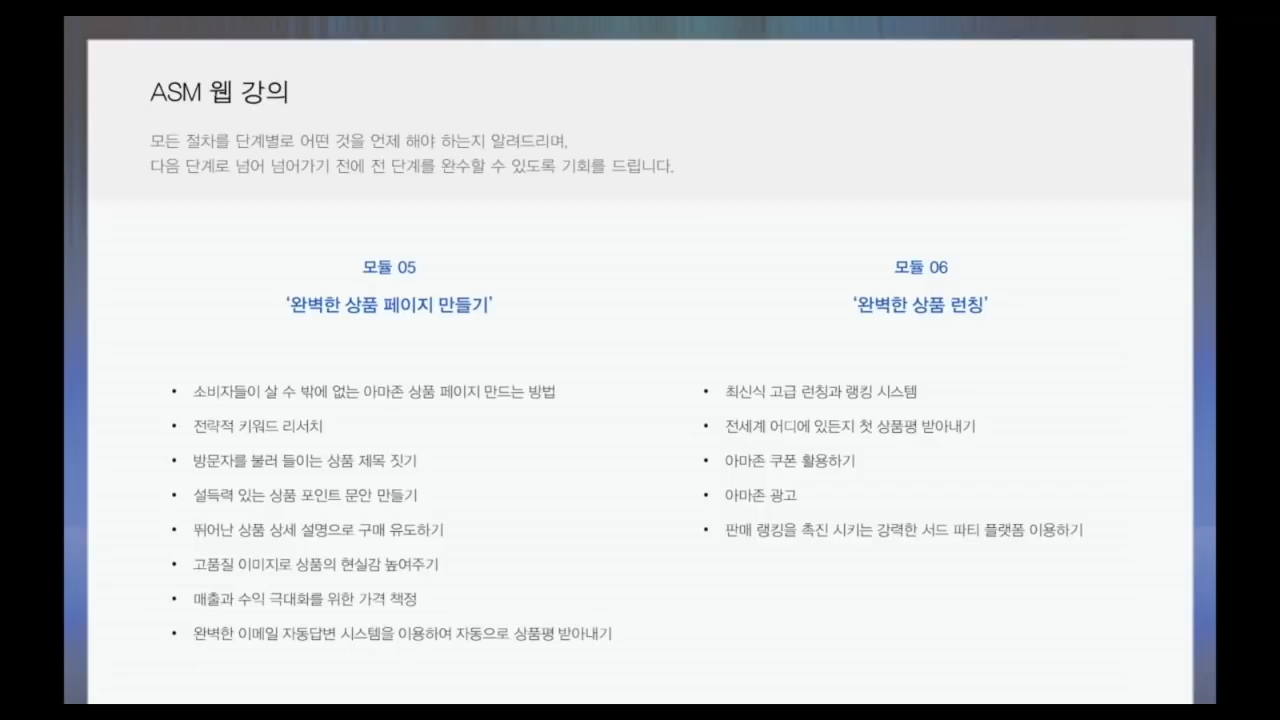 ASM 웹 강의
모든 절차를 단계별로 어떤 것을 언제 해야 하는지 알려드리며,
다음 단계로 넘어 넘어가기 전에 전 단계를 완수할 수 있도록 기회를 드립니다.
모듈 05
‘완벽한 상품 페이지 만들기’
• 소비자들이 살 수 밖에 없는 아마존 상품 페이지 만드는 방법
• 전략적 키워드 리서치
• 방문자를 불러 들이는 상품 제목 짓기
• 설득력 있는 상품 포인트 문안 만들기
• 뛰어난 상품 상세 설명으로 구매 유도하기
• 고품질 이미지로 상품의 현실감 높여주기
• 매출과 수익 극대화를 위한 가격 책정
• 완벽한 이메일 자동답변 시스템을 이용하여 자동으로 상품평 받아내기
모듈 06
‘완벽한 상품 런칭’
• 최신식 고급 런칭과 랭킹 시스템
• 전세계 어디에 있든지 첫 상품평 받아내기
• 아마존 쿠폰 활용하기
• 아마존 광고
• 판매 랭킹을 촉진 시키는 강력한 서드 파티 플랫폼 이용하기